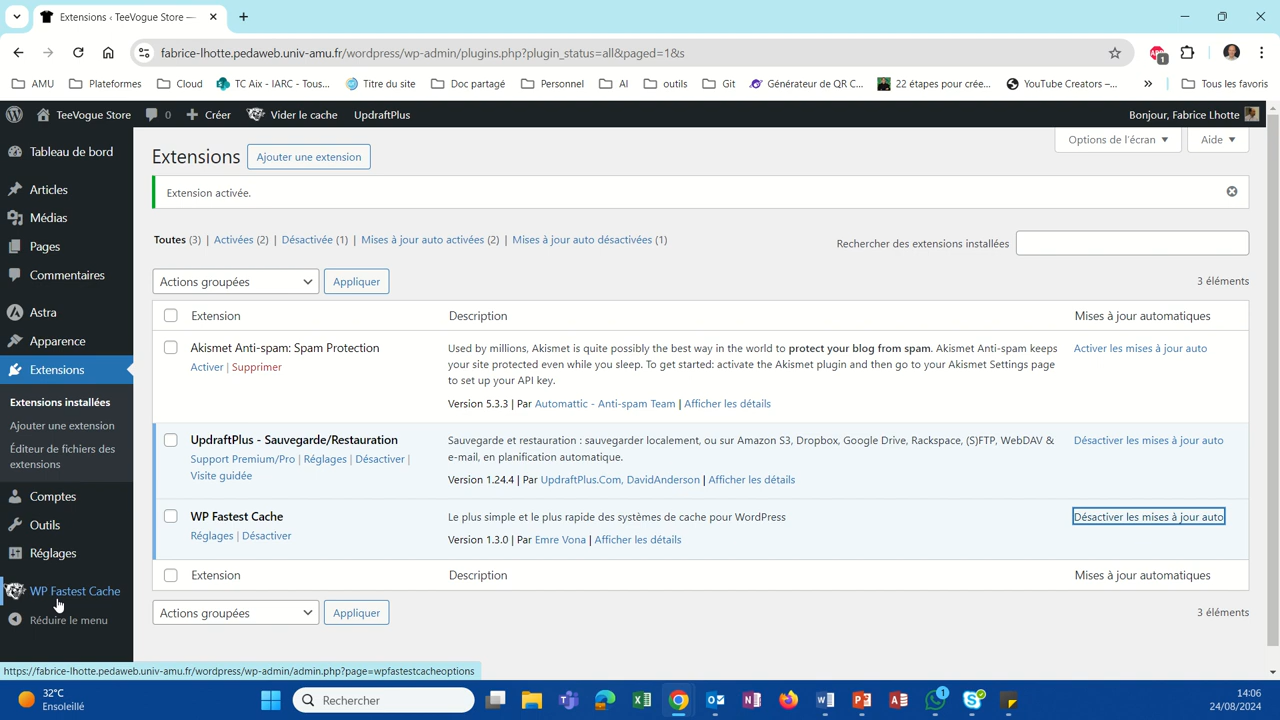 Extensions ‹ TeeVogue Store —
fabrice-lhotte.pedaweb.univ-amu.fr/wordpress/wp-admin/plugins.php?plugin_status=all&paged=1&s
1
AMU Plateformes Cloud TC Aix - IARC - Tous... Titre du site Doc partagé Personnel AI outils Git Générateur de QR C... 22 étapes pour crée... YouTube Creators –... » Tous les favoris
TeeVogue Store 0 Créer Vider le cache UpdraftPlus Bonjour, Fabrice Lhotte
Tableau de bord
Articles
Médias
Pages
Commentaires
Astra
Apparence
Extensions
Extensions installées
Ajouter une extension
Éditeur de fichiers des
extensions
Comptes
Outils
Réglages
WP Fastest Cache
Réduire le menu
Options de l'écran ▼ Aide ▼
Extensions Ajouter une extension
Extension activée.
Toutes (3) | Activées (2) | Désactivée (1) | Mises à jour auto activées (2) | Mises à jour auto désactivées (1)
Rechercher des extensions installées
Actions groupées Appliquer 3 éléments
Extension Description Mises à jour automatiques
Akismet Anti-spam: Spam Protection
Activer | Supprimer
Used by millions, Akismet is quite possibly the best way in the world to protect your blog from spam. Akismet Anti-spam keeps
your site protected even while you sleep. To get started: activate the Akismet plugin and then go to your Akismet Settings page
to set up your API key.
Version 5.3.3 | Par Automattic - Anti-spam Team | Afficher les détails
Activer les mises à jour auto
UpdraftPlus - Sauvegarde/Restauration
Support Premium/Pro | Réglages | Désactiver |
Visite guidée
Sauvegarde et restauration : sauvegarder localement, ou sur Amazon S3, Dropbox, Google Drive, Rackspace, (S)FTP, WebDAV &
e-mail, en planification automatique.
Version 1.24.4 | Par UpdraftPlus.Com, DavidAnderson | Afficher les détails
Désactiver les mises à jour auto
WP Fastest Cache
Réglages | Désactiver
Le plus simple et le plus rapide des systèmes de cache pour WordPress
Version 1.3.0 | Par Emre Vona | Afficher les détails
Désactiver les mises à jour auto
Extension Description Mises à jour automatiques
Actions groupées Appliquer 3 éléments
https://fabrice-lhotte.pedaweb.univ-amu.fr/wordpress/wp-admin/admin.php?page=wpfastestcacheoptions
32°C
Ensoleillé
Rechercher
1
14:06
24/08/2024